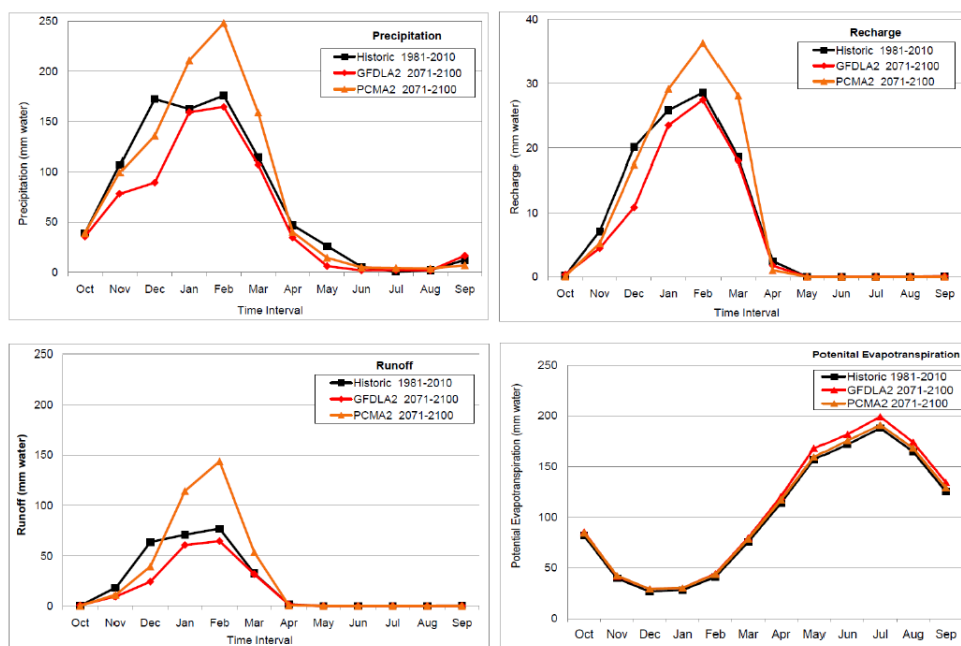 Precipitation
Historic 1981-2010
GFDLA2 2071-2100
PCMA2 2071-2100
Precipitation (mm water)
250
200
150
100
50
0
Oct Nov Dec Jan Feb Mar Apr May Jun Jul Aug Sep
Time Interval
Recharge
Historic 1981-2010
GFDLA2 2071-2100
PCMA2 2071-2100
Recharge (mm water)
40
30
20
10
0
Oct Nov Dec Jan Feb Mar Apr May Jun Jul Aug Sep
Time Interval
Runoff
Historic 1981-2010
GFDLA2 2071-2100
PCMA2 2071-2100
Runoff (mm water)
250
200
150
100
50
0
Oct Nov Dec Jan Feb Mar Apr May Jun Jul Aug Sep
Time Interval
Potenital Evapotranspiration
Historic 1981-2010
GFDLA2 2071-2100
PCMA2 2071-2100
Potential Evapotranspiration (mm water)
250
200
150
100
50
0
Oct Nov Dec Jan Feb Mar Apr May Jun Jul Aug Sep